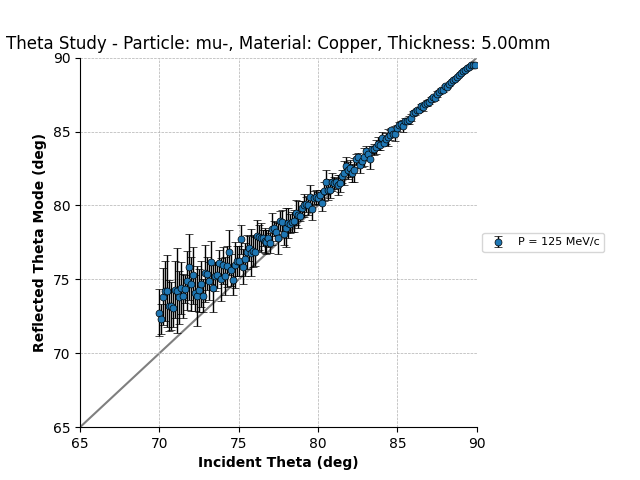 Theta Study - Particle: mu-, Material: Copper, Thickness: 5.00mm
90
85
80
75
70
65
Reflected Theta Mode (deg)
65 70 75 80 85 90
Incident Theta (deg)
P = 125 MeV/c